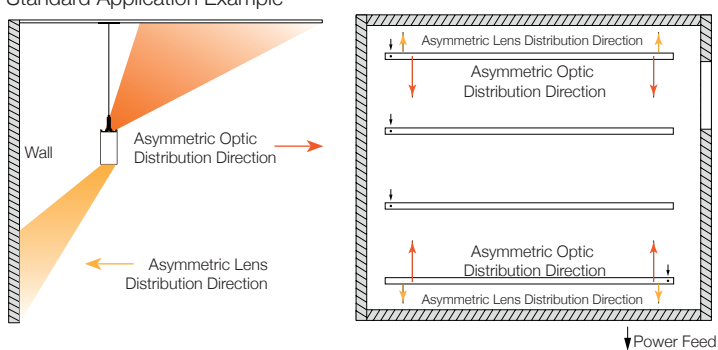 Standard Application Example
Wall
Asymmetric Optic
Distribution Direction
Asymmetric Lens
Distribution Direction
Asymmetric Lens Distribution Direction
Asymmetric Optic
Distribution Direction
Asymmetric Optic
Distribution Direction
Asymmetric Lens Distribution Direction
Power Feed